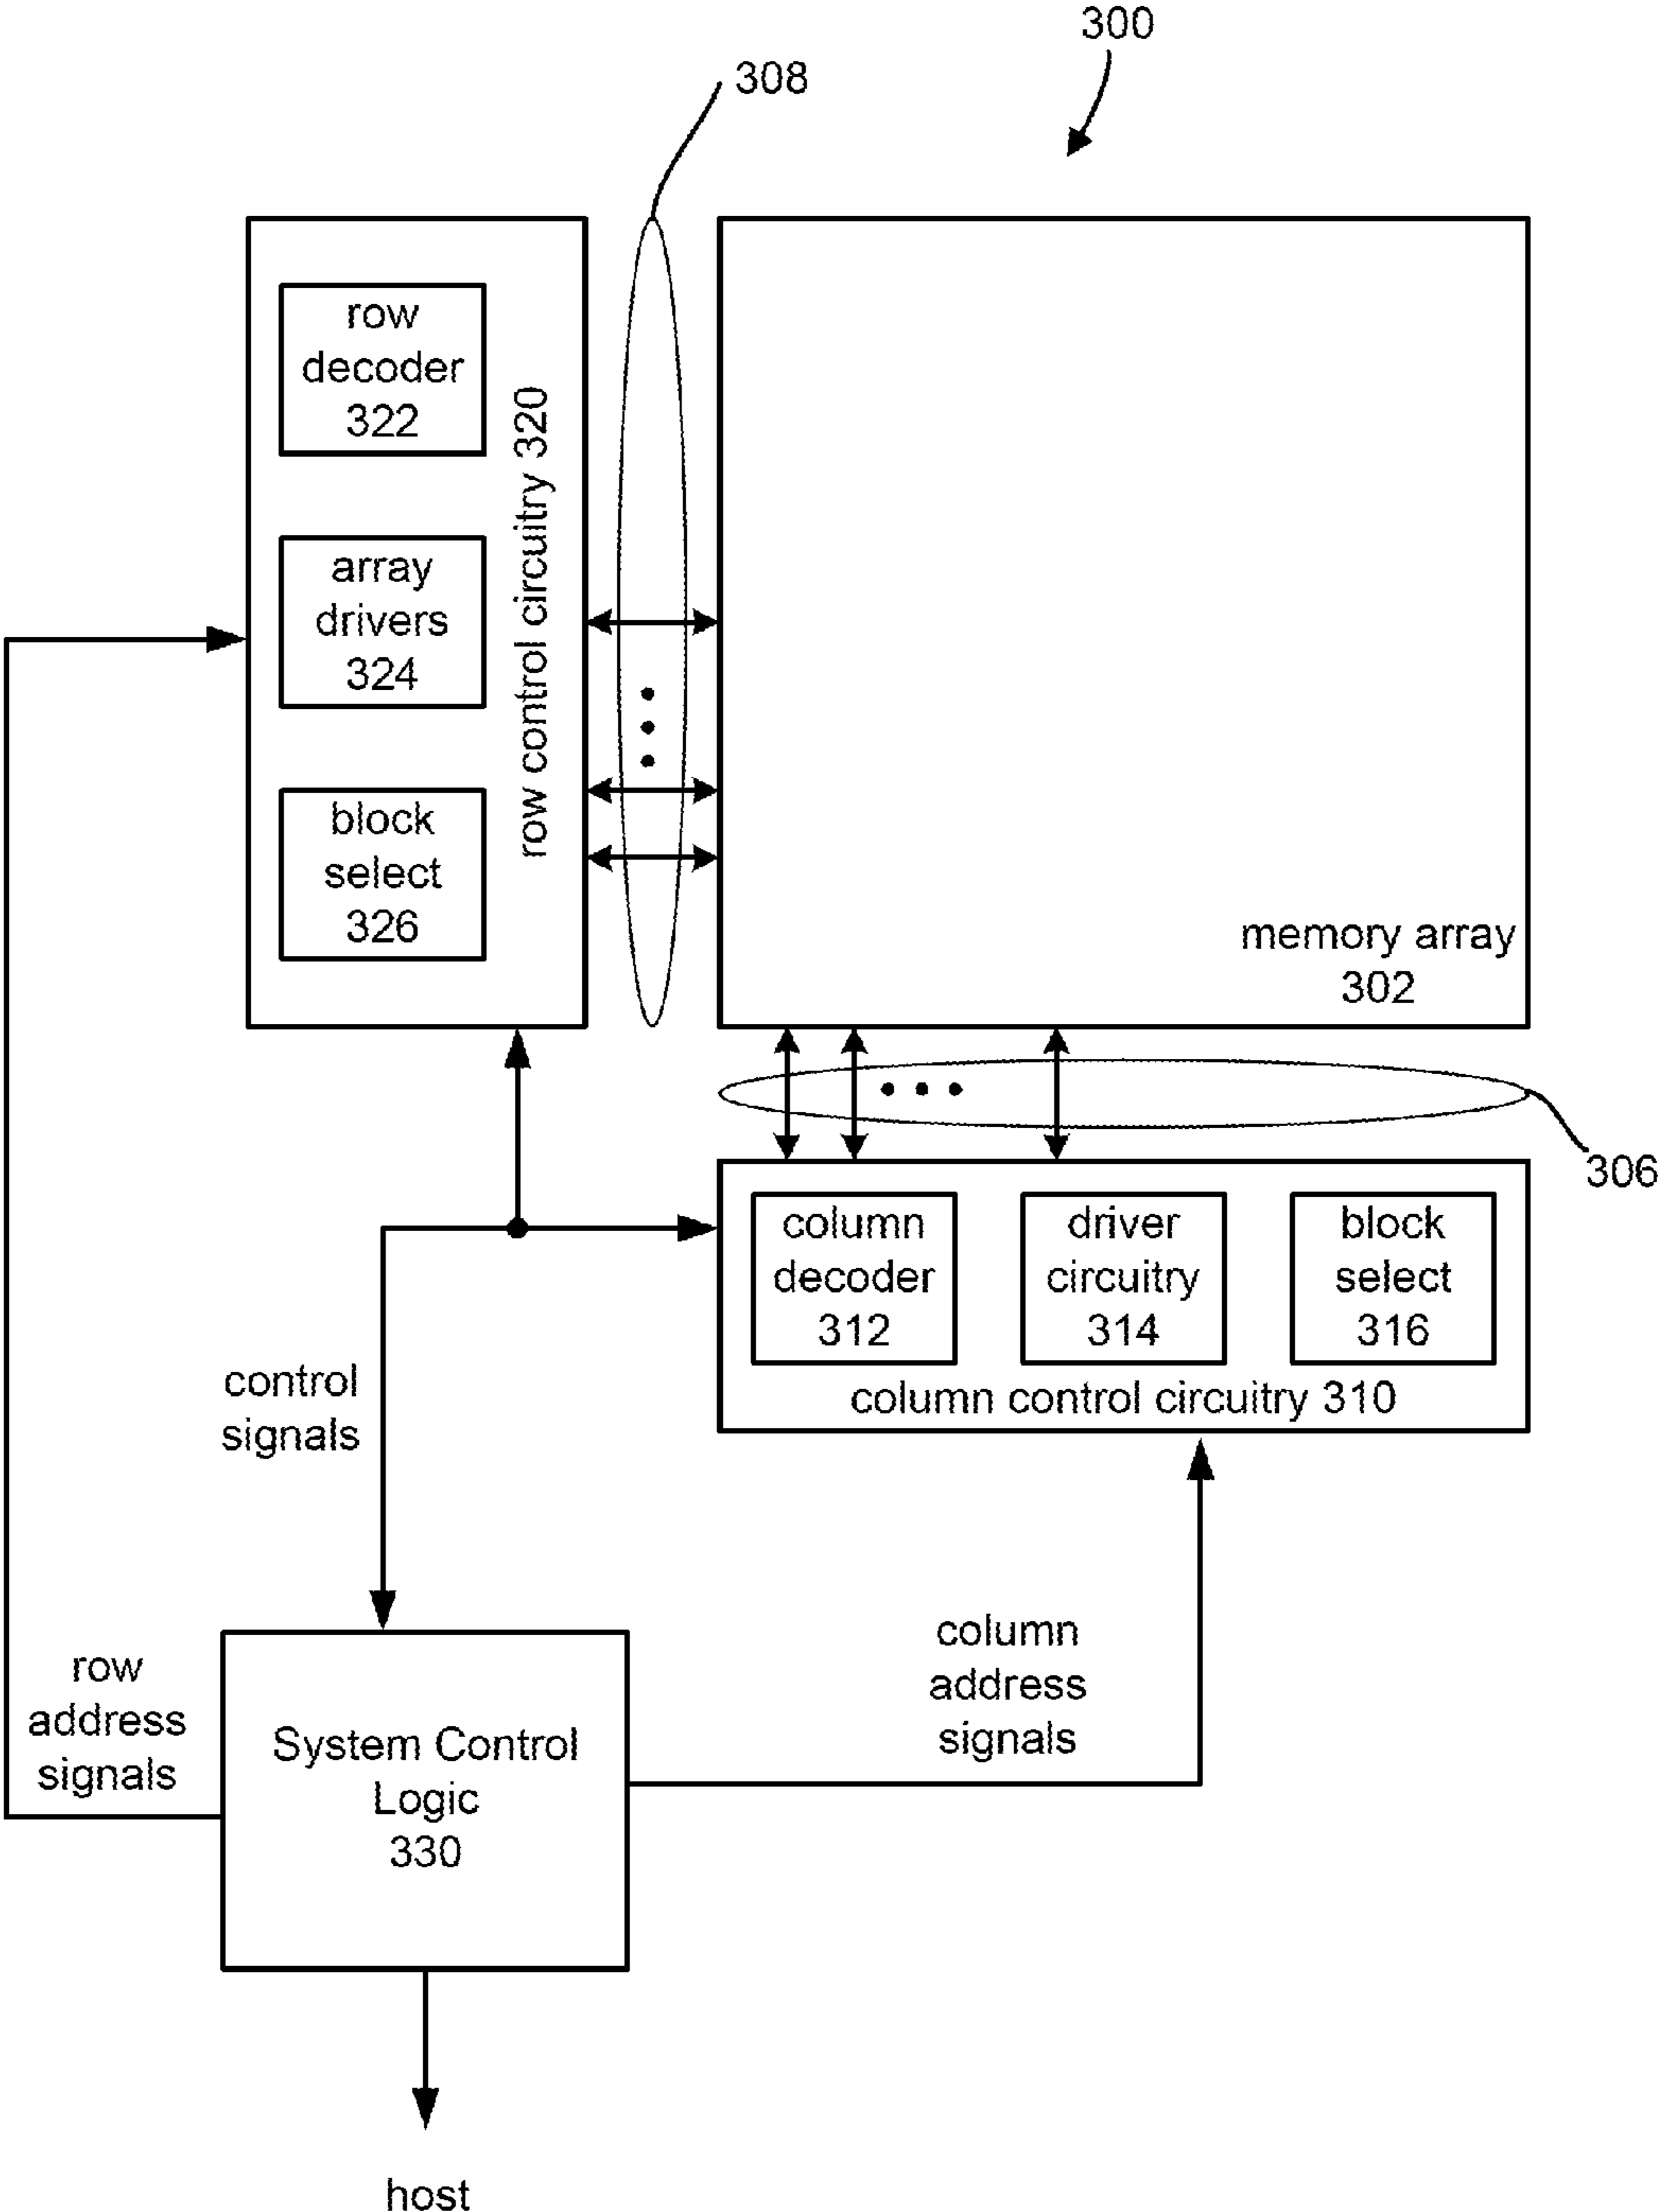 300
308
row
decoder
322
array
drivers
324
block
select
326
row control circuitry 320
memory array
302
306
column
decoder
312
driver
circuitry
314
block
select
316
column control circuitry 310
control
signals
row
address
signals
column
address
signals
System Control
Logic
330
host